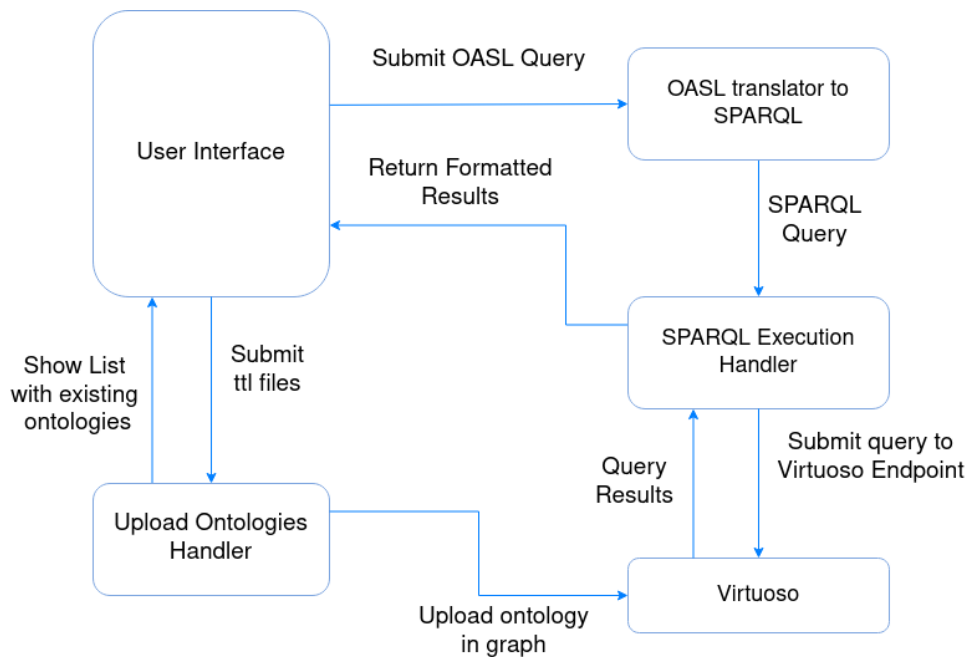 Submit OASL Query
OASL translator to
SPARQL
User Interface
Return Formatted
Results
SPARQL
Query
SPARQL Execution
Handler
Show List
with existing
ontologies
Submit
ttl files
Submit query to
Virtuoso Endpoint
Query
Results
Upload Ontologies
Handler
Virtuoso
Upload ontology
in graph